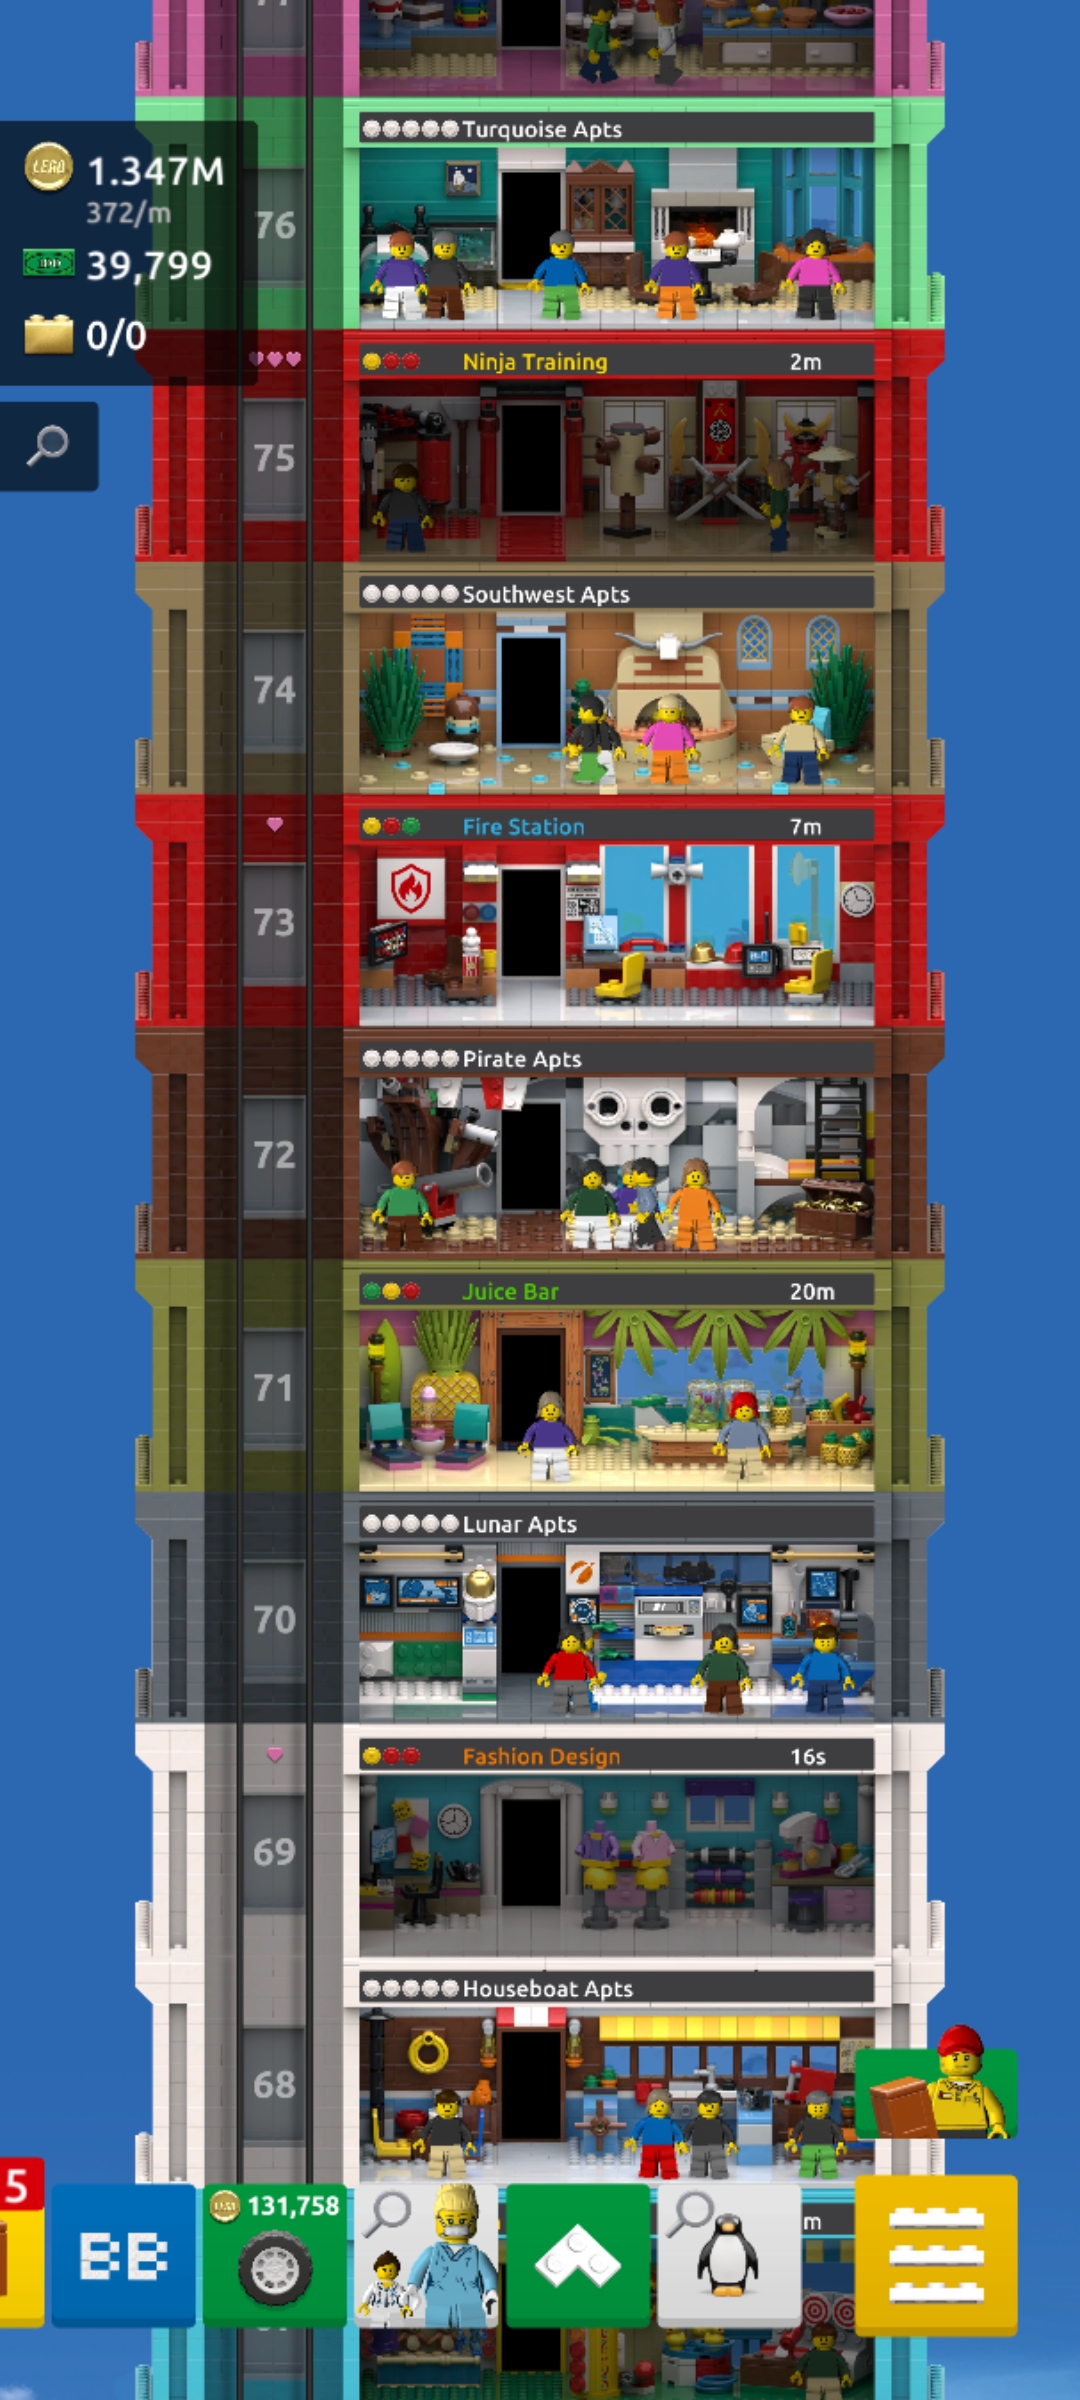 Turquoise Apts
LEGO 1.347M
372/m
76
39,799
0/0
Ninja Training 2m
75
Southwest Apts
74
Fire Station 7m
73
Pirate Apts
72
Juice Bar 20m
71
Lunar Apts
70
Fashion Design 16s
69
Houseboat Apts
68
5
BB
131,758
m